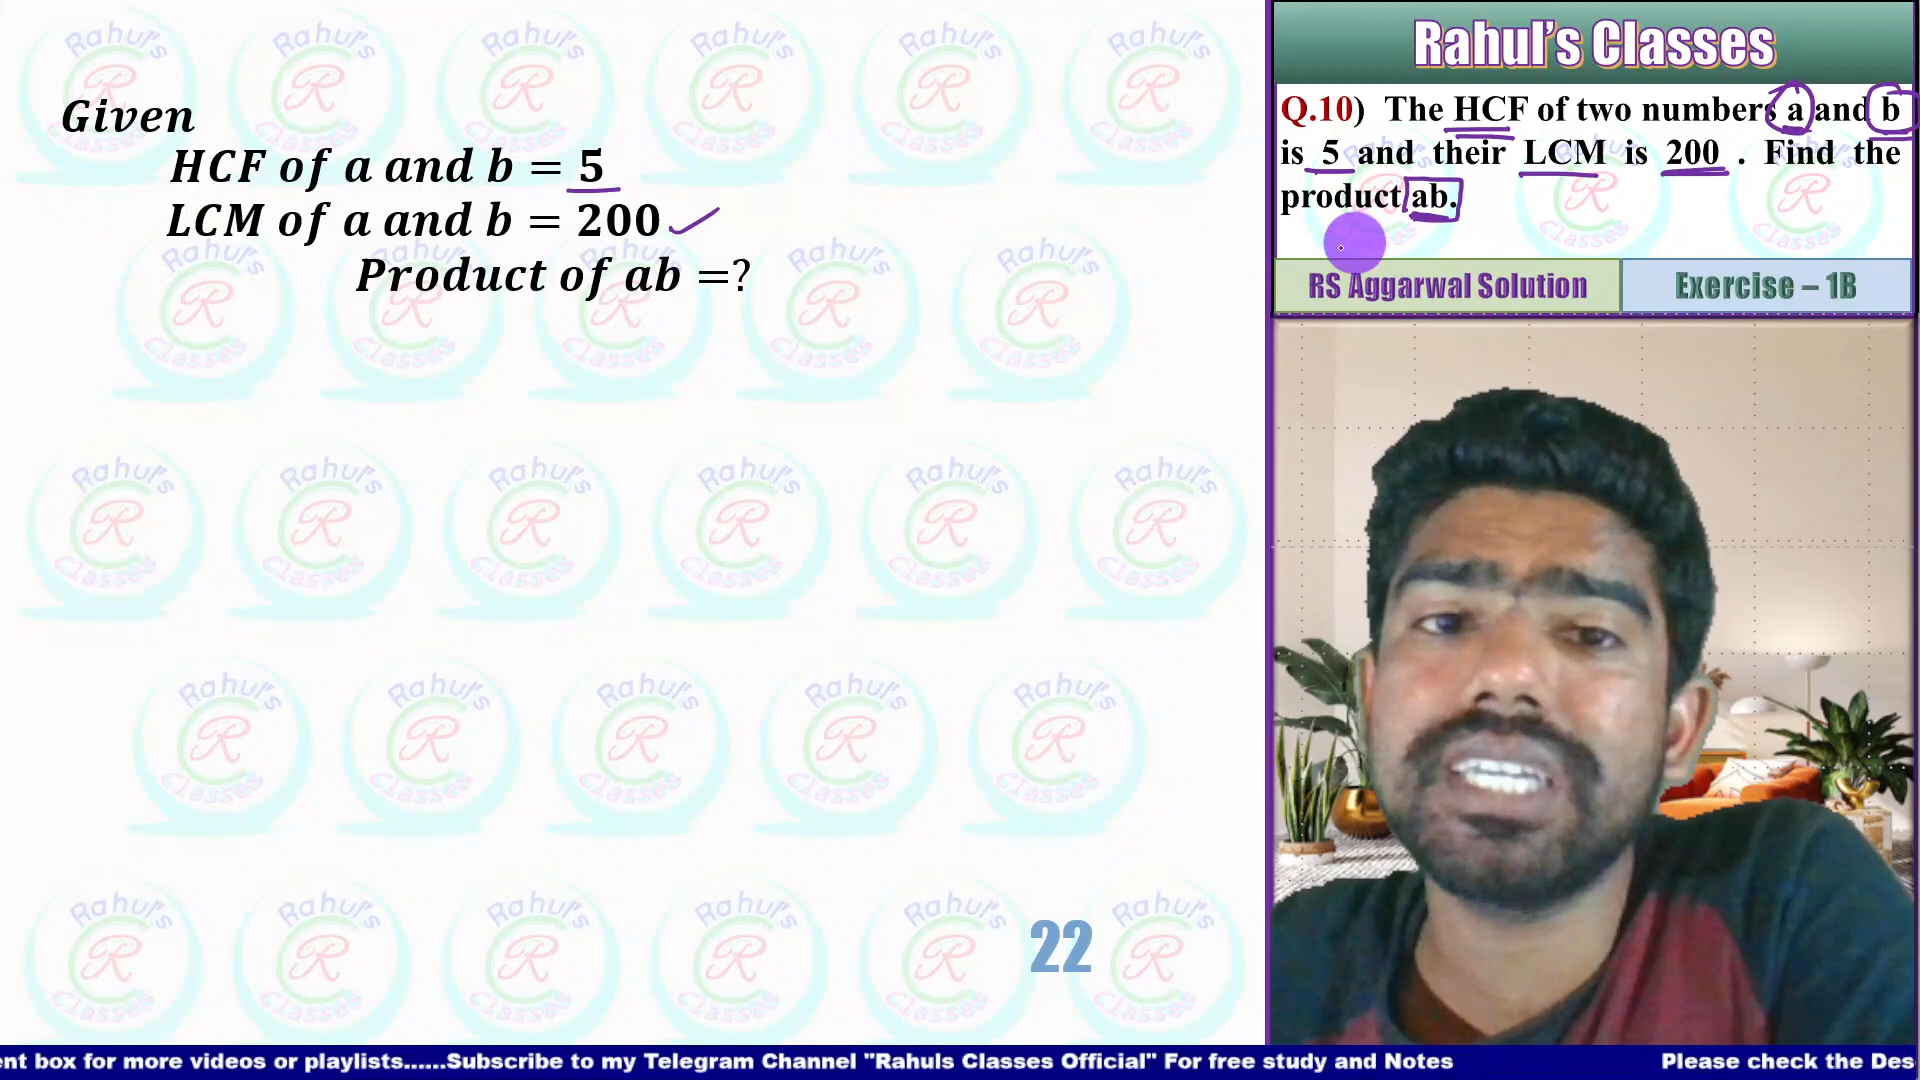 Given
HCF of a and b = 5
LCM of a and b = 200
Product of ab =?
22
Rahul's Classes
Q.10) The HCF of two numbers a and b
is 5 and their LCM is 200 . Find the
product ab.
RS Aggarwal Solution
Exercise – 1B
ent box for more videos or playlists......Subscribe to my Telegram Channel "Rahuls Classes Official" For free study and Notes
Please check the Des